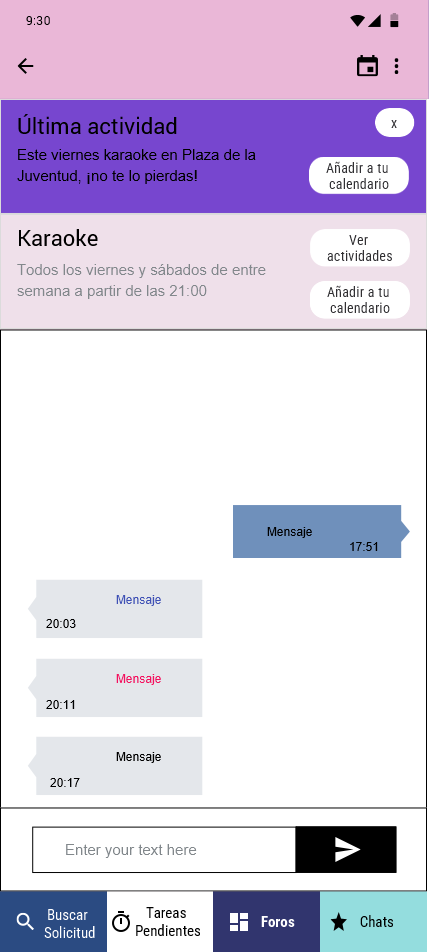 9:30
Última actividad
x
Este viernes karaoke en Plaza de la
Juventud, ¡no te lo pierdas!
Añadir a tu
calendario
Karaoke
Todos los viernes y sábados de entre
semana a partir de las 21:00
Ver
actividades
Añadir a tu
calendario
Mensaje
17:51
Mensaje
20:03
Mensaje
20:11
Mensaje
20:17
Enter your text here
Buscar
Solicitud
Tareas
Pendientes
Foros
Chats